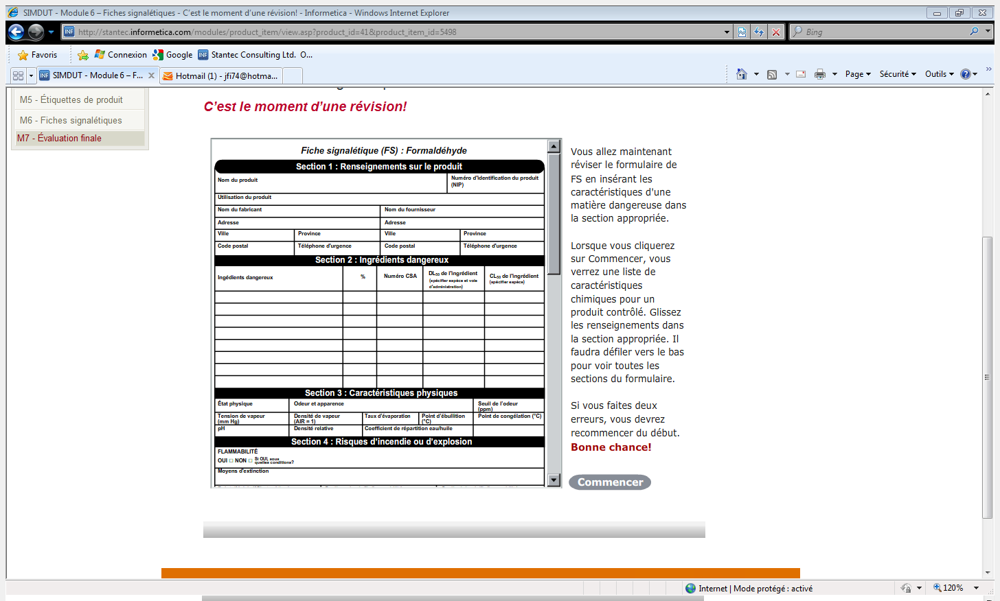 SIMDUT - Module 6 – Fiches signalétiques - C'est le moment d'une révision! - Informetica - Windows Internet Explorer
http://stantec.informetica.com/modules/product_item/view.asp?product_id=41&product_item_id=5498
Bing
Favoris
Connexion
Google
INF
Stantec Consulting Ltd. O...
INF
SIMDUT - Module 6 – F...
Hotmail (1) - jfi74@hotma...
Page
Sécurité
Outils
M5 - Étiquettes de produit
M6 - Fiches signalétiques
M7 - Évaluation finale
C'est le moment d'une révision!
Fiche signalétique (FS) : Formaldéhyde
Section 1 : Renseignements sur le produit
Nom du produit
Numéro d'identification du produit
(NIP)
Utilisation du produit
Nom du fabricant
Nom du fournisseur
Adresse
Adresse
Ville
Province
Ville
Province
Code postal
Téléphone d'urgence
Code postal
Téléphone d'urgence
Section 2 : Ingrédients dangereux
Ingédients dangereux
%
Numéro CSA
DL50 de l'ingrédient
(spécifier espèce et voie
d'administration)
CL50 de l'ingrédient
(spécifier espèce)
Section 3 : Caractéristiques physiques
État physique
Odeur et apparence
Seuil de l'odeur
(ppm)
Tension de vapeur
(mm Hg)
Densité de vapeur
(AIR = 1)
Taux d'évaporation
Point d'ébullition
(°C)
Point de congélation (°C)
pH
Densité relative
Coefficient de répartition eau/huile
Section 4 : Risques d'incendie ou d'explosion
FLAMMABILITÉ
OUI □ NON □ Si OUI, sous
quelles conditions?
Moyens d'extinction
Vous allez maintenant
réviser le formulaire de
FS en insérant les
caractéristiques d'une
matière dangereuse dans
la section appropriée.
Lorsque vous cliquerez
sur Commencer, vous
verrez une liste de
caractéristiques
chimiques pour un
produit contrôlé. Glissez
les renseignements dans
la section appropriée. Il
faudra défiler vers le bas
pour voir toutes les
sections du formulaire.
Si vous faites deux
erreurs, vous devrez
recommencer du début.
Bonne chance!
Commencer
Internet | Mode protégé : activé
120%